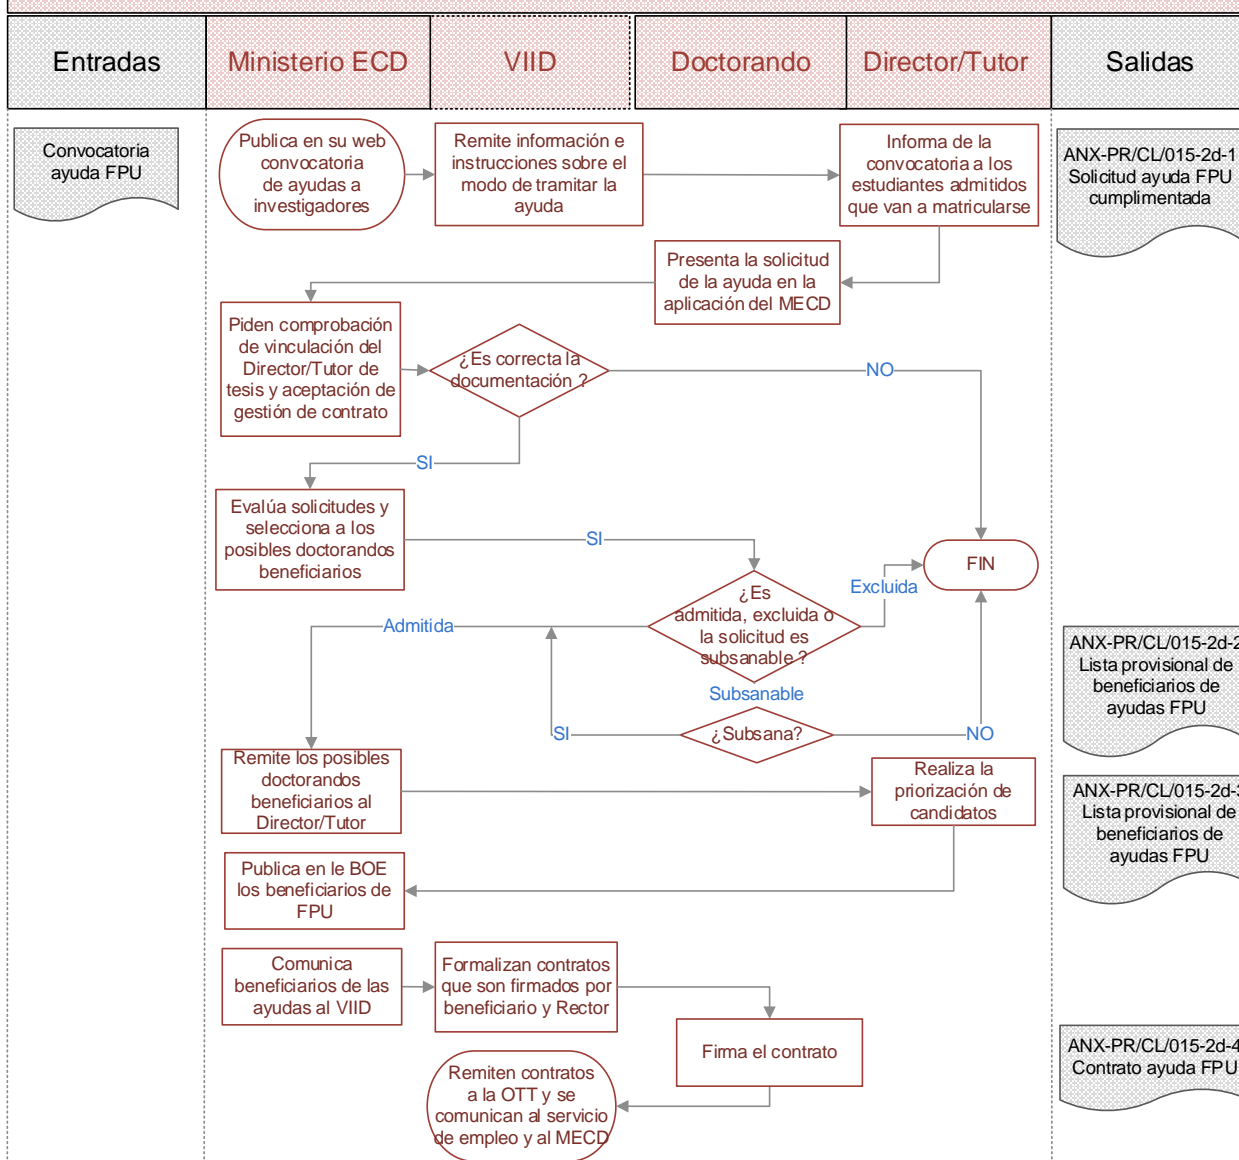 Entradas
Ministerio ECD
VIID
Doctorando
Director/Tutor
Salidas
Convocatoria
ayuda FPU
Publica en su web
convocatoria
de ayudas a
investigadores
Remite información e
instrucciones sobre el
modo de tramitar la
ayuda
Informa de la
convocatoria a los
estudiantes admitidos
que van a matricularse
ANX-PR/CL/015-2d-1
Solicitud ayuda FPU
cumplimentada
Presenta la solicitud
de la ayuda en la
aplicación del MECD
Piden comprobación
de vinculación del
Director/Tutor de
tesis y aceptación de
gestión de contrato
¿Es correcta la
documentación ?
NO
SI
Evalúa solicitudes y
selecciona a los
posibles doctorandos
beneficiarios
SI
FIN
Excluida
¿Es
admitida, excluida o
la solicitud es
subsanable ?
Admitida
Subsanable
¿Subsana?
SI
NO
ANX-PR/CL/015-2d-2
Lista provisional de
beneficiarios de
ayudas FPU
Remite los posibles
doctorandos
beneficiarios al
Director/Tutor
Realiza la
priorización de
candidatos
ANX-PR/CL/015-2d-3
Lista provisional de
beneficiarios de
ayudas FPU
Publica en le BOE
los beneficiarios de
FPU
Comunica
beneficiarios de las
ayudas al VIID
Formalizan contratos
que son firmados por
beneficiario y Rector
Firma el contrato
ANX-PR/CL/015-2d-4
Contrato ayuda FPU
Remiten contratos
a la OTT y se
comunican al servicio
de empleo y al MECD